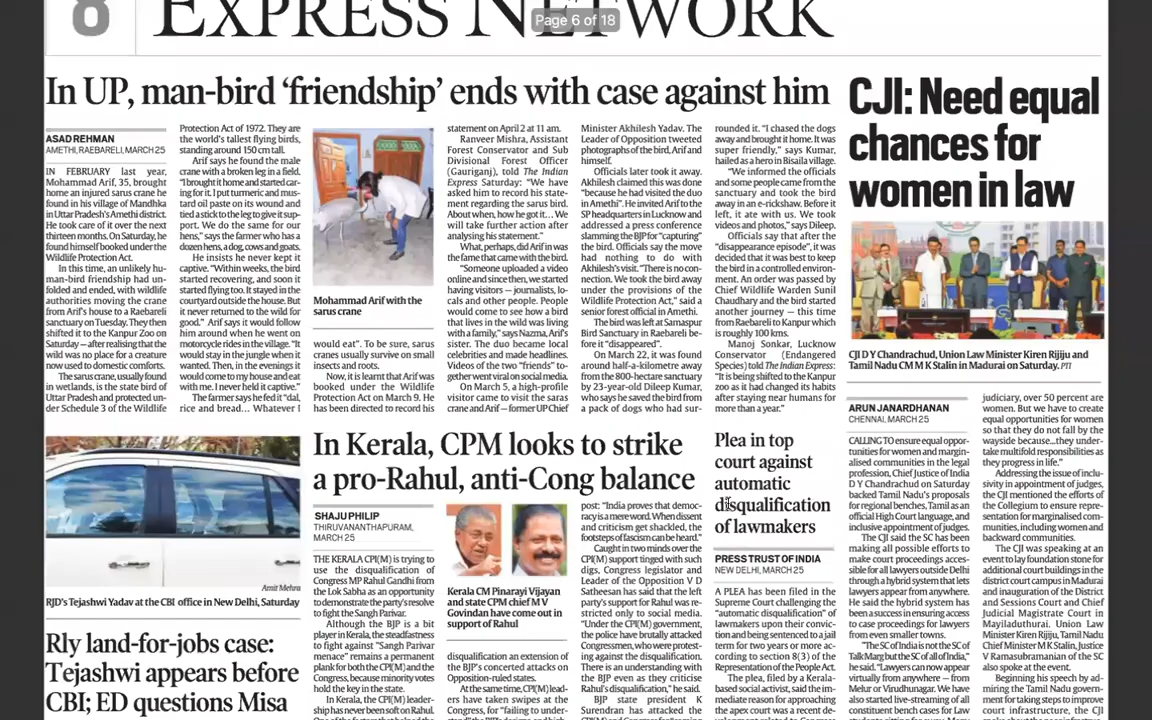 8
EXPRESS NETWORK
Page 6 of 18
In UP, man-bird ‘friendship’ ends with case against him
ASAD REHMAN
AMETHI, RAEBARELI, MARCH 25
IN FEBRUARY last year,
Mohammad Arif, 35, brought
home an injured sarus crane he
found in his village of Mandhka
in Uttar Pradesh's Amethi district.
He took care of it over the next
thirteen months. On Saturday, he
found himself booked under the
Wildlife Protection Act.
In this time, an unlikely hu-
man-bird friendship had un-
folded and ended, with wildlife
authorities moving the crane
from Arif's house to a Raebareli
sanctuary on Tuesday. They then
shifted it to the Kanpur Zoo on
Saturday — after realising that the
wild was no place for a creature
now used to domestic comforts.
The sarus crane, usually found
in wetlands, is the state bird of
Uttar Pradesh and protected un-
der Schedule 3 of the Wildlife
Protection Act of 1972. They are
the world's tallest flying birds,
standing around 150 cm tall.
Arif says he found the male
crane with a broken leg in a field.
"I brought it home and started car-
ing for it. I put turmeric and mus-
tard oil paste on its wound and
tied a stick to the leg to give it sup-
port. We do the same for our
hens," says the farmer who has a
dozen hens, a dog, cows and goats.
He insists he never kept it
captive. "Within weeks, the bird
started recovering, and soon it
started flying too. It stayed in the
courtyard outside the house. But
it never returned to the wild for
good." Arif says it would follow
him around when he went on
motorcycle rides in the village. "It
would stay in the jungle when it
wanted. Then, in the evenings it
would come to my house and eat
with me. I never held it captive."
The farmer says he fed it "dal,
rice and bread... Whatever I
Mohammad Arif with the
sarus crane
would eat". To be sure, sarus
cranes usually survive on small
insects and roots.
Now, it is learnt that Arif was
booked under the Wildlife
Protection Act on March 9. He
has been directed to record his
statement on April 2 at 11 am.
Ranveer Mishra, Assistant
Forest Conservator and Sub
Divisional Forest Officer
(Gauriganj), told The Indian
Express Saturday: "We have
asked him to record his state-
ment regarding the sarus bird.
About when, how he got it... We
will take further action after
analysing his statement."
What, perhaps, did Arif in was
the fame that came with the bird.
"Someone uploaded a video
online and since then, we started
having visitors — journalists, lo-
cals and other people. People
would come to see how a bird
that lives in the wild was living
with a family," says Nazma, Arif's
sister. The duo became local
celebrities and made headlines.
Videos of the two "friends" to-
gether went viral on social media.
On March 5, a high-profile
visitor came to visit the sarus
crane and Arif — former UP Chief
Minister Akhilesh Yadav. The
Leader of Opposition tweeted
photographs of the bird, Arif and
himself.
Officials later took it away.
Akhilesh claimed this was done
"because he had visited the duo
in Amethi". He invited Arif to the
SP headquarters in Lucknow and
addressed a press conference
slamming the BJP for "capturing"
the bird. Officials say the move
had nothing to do with
Akhilesh's visit. "There is no con-
nection. We took the bird away
under the provisions of the
Wildlife Protection Act," said a
senior forest official in Amethi.
The bird was left at Samaspur
Bird Sanctuary in Raebareli be-
fore it "disappeared".
On March 22, it was found
around half-a-kilometre away
from the 800-hectare sanctuary
by 23-year-old Dileep Kumar,
who says he saved the bird from
a pack of dogs who had sur-
rounded it. "I chased the dogs
away and brought it home. It was
super friendly," says Kumar,
hailed as a hero in Bisaila village.
"We informed the officials
and some people came from the
sanctuary and took the bird
away in an e-rickshaw. Before it
left, it ate with us. We took
videos and photos," says Dileep.
Officials say that after the
"disappearance episode", it was
decided that it was best to keep
the bird in a controlled environ-
ment. An order was passed by
Chief Wildlife Warden Sunil
Chaudhary and the bird started
another journey — this time
from Raebareli to Kanpur which
is roughly 100 kms.
Manoj Sonkar, Lucknow
Conservator (Endangered
Species) told The Indian Express:
"It is being shifted to the Kanpur
zoo as it had changed its habits
after staying near humans for
more than a year."
CJI: Need equal
chances for
women in law
CJI D Y Chandrachud, Union Law Minister Kiren Rijiju and
Tamil Nadu CM M K Stalin in Madurai on Saturday. PTI
ARUN JANARDHANAN
CHENNAI, MARCH 25
CALLING TO ensure equal oppor-
tunities for women and margin-
alised communities in the legal
profession, Chief Justice of India
D Y Chandrachud on Saturday
backed Tamil Nadu's proposals
for regional benches, Tamil as an
official High Court language, and
inclusive appointment of judges.
The CJI said the SC has been
making all possible efforts to
make court proceedings acces-
sible for all lawyers outside Delhi
through a hybrid system that lets
lawyers appear from anywhere.
He said the hybrid system has
been a success in ensuring access
to case proceedings for lawyers
from even smaller towns.
"The SC of India is not the SC of
Talk Marg but the SC of all of India,"
he said. "Lawyers can now appear
virtually from anywhere — from
Melur or Virudhunagar. We have
also started live-streaming of all
constituent bench cases for Law
judiciary, over 50 percent are
women. But we have to create
equal opportunities for women
so that they do not fall by the
wayside because...they under-
take multifold responsibilities as
they progress in life."
Addressing the issue of inclu-
sivity in appointment of judges,
the CJI mentioned the efforts of
the Collegium to ensure repre-
sentation for marginalised com-
munities, including women and
backward communities.
The CJI was speaking at an
event to lay foundation stone for
additional court buildings in the
district court campus in Madurai
and inauguration of the District
and Sessions Court and Chief
Judicial Magistrate Court in
Mayiladuthurai. Union Law
Minister Kiren Rijiju, Tamil Nadu
Chief Minister M K Stalin, Justice
V Ramasubramanian of the SC
also spoke at the event.
Beginning his speech by ad-
miring the Tamil Nadu govern-
ment for taking steps to improve
court infrastructure, the CJI
Amit Mehra
RJD's Tejashwi Yadav at the CBI office in New Delhi, Saturday
Rly land-for-jobs case:
Tejashwi appears before
CBI; ED questions Misa
In Kerala, CPM looks to strike
a pro-Rahul, anti-Cong balance
SHAJU PHILIP
THIRUVANANTHAPURAM,
MARCH 25
THE KERALA CPI(M) is trying to
use the disqualification of
Congress MP Rahul Gandhi from
the Lok Sabha as an opportunity
to demonstrate the party's resolve
to fight the Sangh Parivar.
Although the BJP is a bit
player in Kerala, the steadfastness
to fight against "Sangh Parivar
menace" remains a permanent
plank for both the CPI(M) and the
Congress, because minority votes
hold the key in the state.
In Kerala, the CPI(M) leader-
ship has never been soft on Rahul.
Kerala CM Pinarayi Vijayan
and state CPM chief M V
Govindan have come out in
support of Rahul
disqualification an extension of
the BJP's concerted attacks on
Opposition-ruled states.
At the same time, CPI(M) lead-
ers have taken swipes at the
Congress, for "failing to under-
post: "India proves that democ-
racy is a mere word. When dissent
and criticism get shackled, the
footsteps of fascism can be heard."
Caught in two minds over the
CPI(M) support tinged with such
digs, Congress legislator and
Leader of the Opposition V D
Satheesan has said that the left
party's support for Rahul was re-
stricted only to social media.
"Under the CPI(M) government,
the police have brutally attacked
Congressmen, who were protest-
ing against the disqualification.
There is an understanding with
the BJP even as they criticise
Rahul's disqualification," he said.
BJP state president K
Surendran has attacked the
Plea in top
court against
automatic
disqualification
of lawmakers
PRESS TRUST OF INDIA
NEW DELHI, MARCH 25
A PLEA has been filed in the
Supreme Court challenging the
"automatic disqualification" of
lawmakers upon their convic-
tion and being sentenced to a jail
term for two years or more ac-
cording to section 8(3) of the
Representation of the People Act.
The plea, filed by a Kerala-
based social activist, said the im-
mediate reason for approaching
the apex court was a recent de-